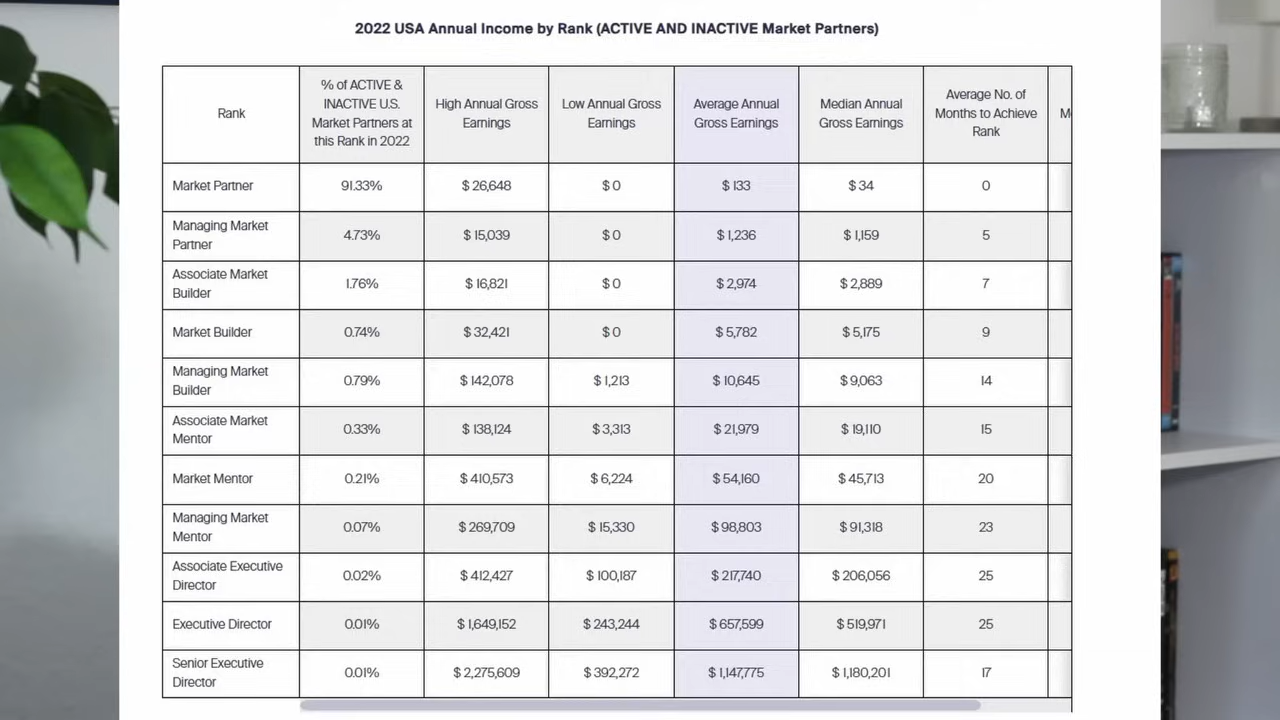 2022 USA Annual Income by Rank (ACTIVE AND INACTIVE Market Partners)
Rank
% of ACTIVE &
INACTIVE U.S.
Market Partners at
this Rank in 2022
High Annual Gross
Earnings
Low Annual Gross
Earnings
Average Annual
Gross Earnings
Median Annual
Gross Earnings
Average No. of
Months to Achieve
Rank
Market Partner
91.33%
$ 26,648
$ 0
$ 133
$ 34
0
Managing Market
Partner
4.73%
$ 15,039
$ 0
$ 1,236
$ 1,159
5
Associate Market
Builder
1.76%
$ 16,821
$ 0
$ 2,974
$ 2,889
7
Market Builder
0.74%
$ 32,421
$ 0
$ 5,782
$ 5,175
9
Managing Market
Builder
0.79%
$ 142,078
$ 1,213
$ 10,645
$ 9,063
14
Associate Market
Mentor
0.33%
$ 138,124
$ 3,313
$ 21,979
$ 19,110
15
Market Mentor
0.21%
$ 410,573
$ 6,224
$ 54,160
$ 45,713
20
Managing Market
Mentor
0.07%
$ 269,709
$ 15,330
$ 98,803
$ 91,318
23
Associate Executive
Director
0.02%
$ 412,427
$ 100,187
$ 217,740
$ 206,056
25
Executive Director
0.01%
$ 1,649,152
$ 243,244
$ 657,599
$ 519,971
25
Senior Executive
Director
0.01%
$ 2,275,609
$ 392,272
$ 1,147,775
$ 1,180,201
17